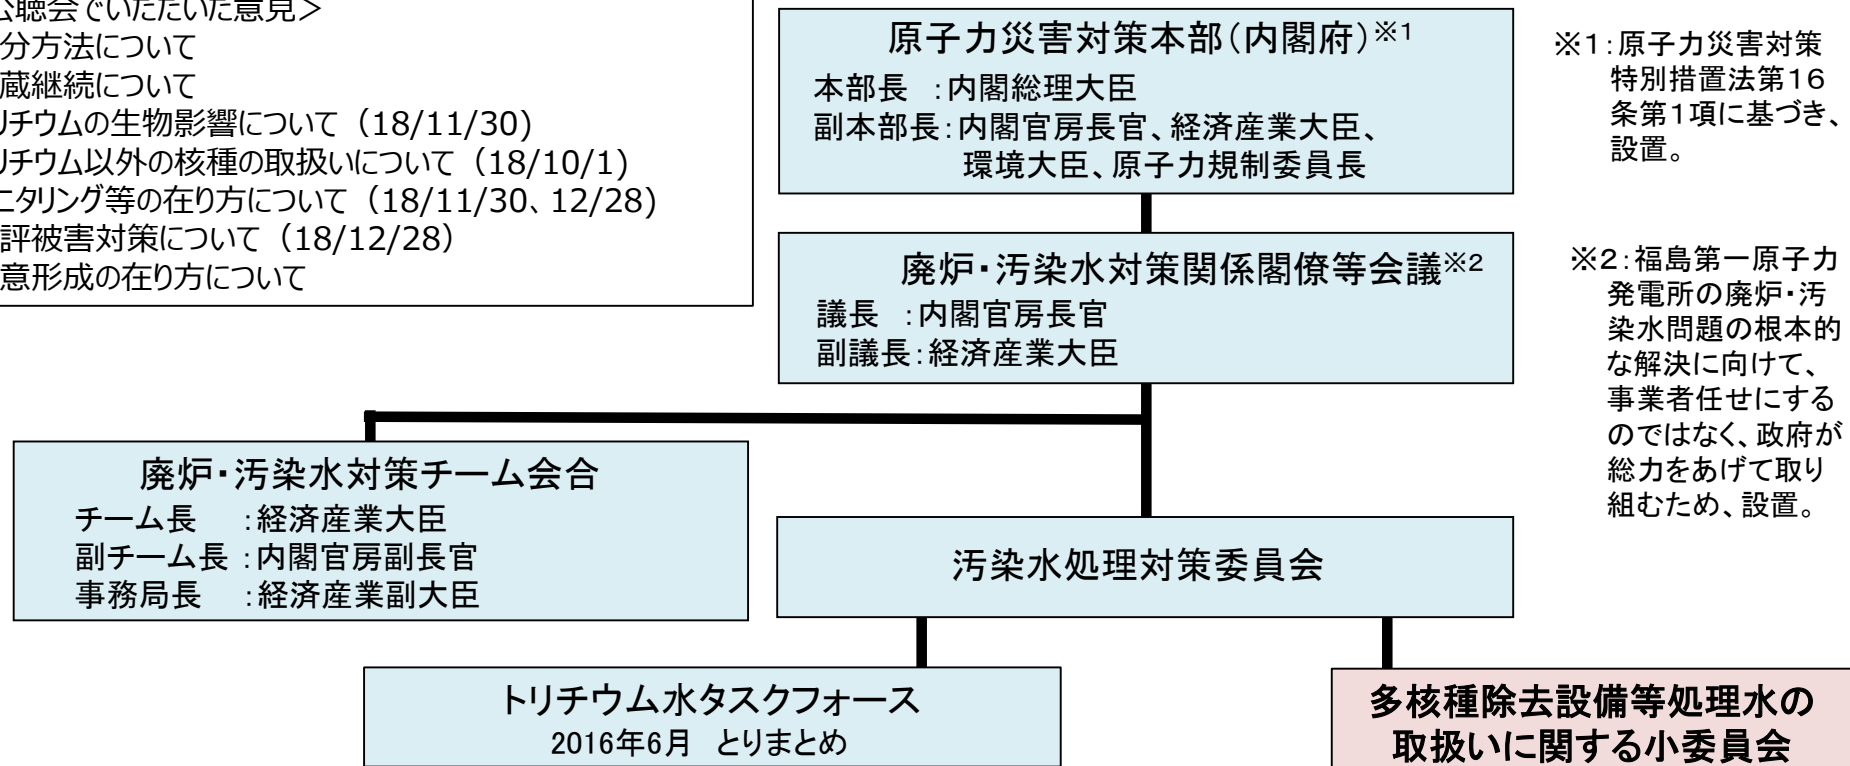 公聴会でいただいた意見＞
分方法について
蔵継続について
リチウムの生物影響について（18/11/30）
リチウム以外の核種の取扱いについて（18/10/1）
ニタリング等の在り方について（18/11/30、12/28）
評被害対策について（18/12/28）
意形成の在り方について
原子力災害対策本部（内閣府）※1
本部長　：内閣総理大臣
副本部長：内閣官房長官、経済産業大臣、
環境大臣、原子力規制委員長
※1：原子力災害対策
特別措置法第16
条第1項に基づき、
設置。
廃炉・汚染水対策関係閣僚等会議※2
議長　：内閣官房長官
副議長：経済産業大臣
※2：福島第一原子力
発電所の廃炉・汚
染水問題の根本的
な解決に向けて、
事業者任せにする
のではなく、政府が
総力をあげて取り
組むため、設置。
廃炉・汚染水対策チーム会合
チーム長　：経済産業大臣
副チーム長：内閣官房副長官
事務局長　：経済産業副大臣
汚染水処理対策委員会
トリチウム水タスクフォース
2016年6月　とりまとめ
多核種除去設備等処理水の
取扱いに関する小委員会